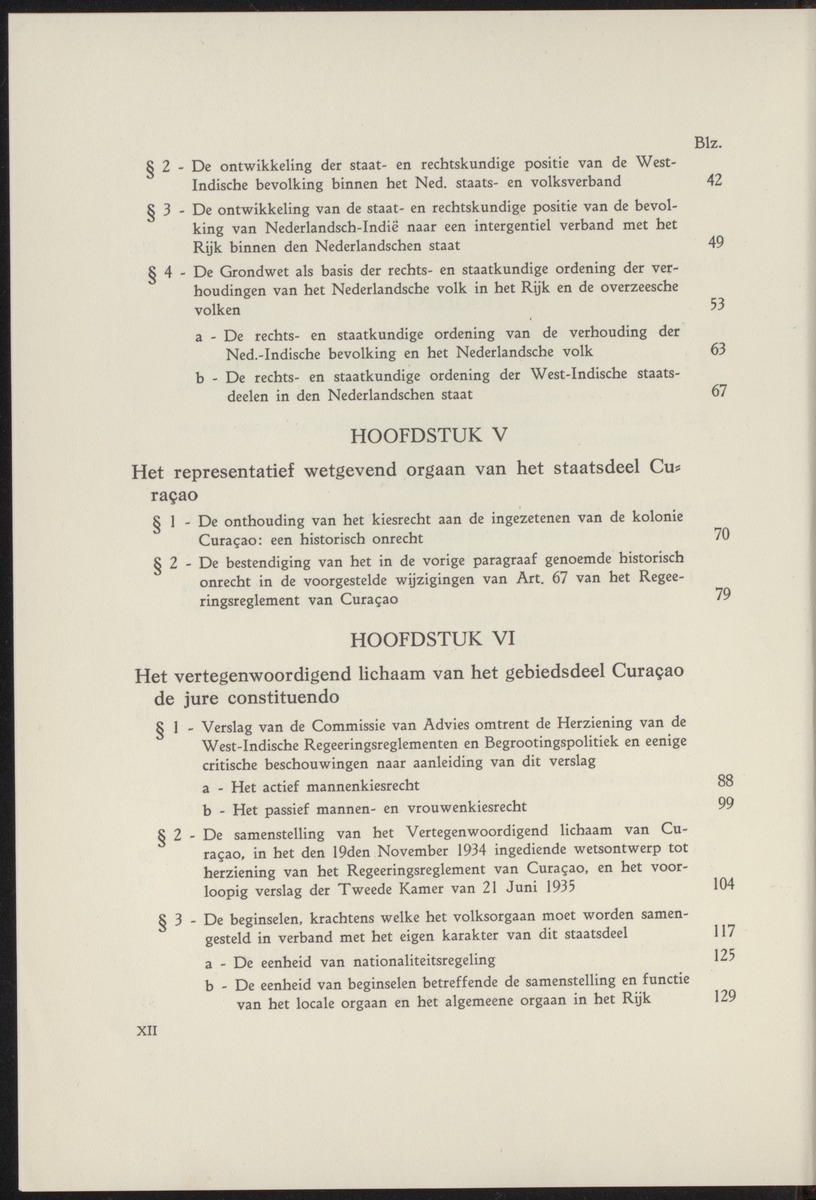 Blz.
§ 2 - De ontwikkeling der staat- en rechtskundige positie van de West-
Indische bevolking binnen het Ned. staats- en volksverband 42
§ 3 - De ontwikkeling van de staat- en rechtskundige positie van de bevol-
king van Nederlandsch-Indië naar een intergentiel verband met het
Rijk binnen den Nederlandschen staat 49
§ 4 - De Grondwet als basis der rechts- en staatkundige ordening der ver-
houdingen van het Nederlandsche volk in het Rijk en de overzeesche
volken 53
a - De rechts- en staatkundige ordening van de verhouding der
Ned.-Indische bevolking en het Nederlandsche volk 63
b - De rechts- en staatkundige ordening der West-Indische staats-
deelen in den Nederlandschen staat 67
HOOFDSTUK V
Het representatief wetgevend orgaan van het staatsdeel Cu-
raçao
§ 1 - De onthouding van het kiesrecht aan de ingezetenen van de kolonie
Curaçao: een historisch onrecht 70
§ 2 - De bestendiging van het in de vorige paragraaf genoemde historisch
onrecht in de voorgestelde wijzigingen van Art. 67 van het Regee-
ringsreglement van Curaçao 79
HOOFDSTUK VI
Het vertegenwoordigend lichaam van het gebiedsdeel Curaçao
de jure constituendo
§ 1 - Verslag van de Commissie van Advies omtrent de Herziening van de
West-Indische Regeeringsreglementen en Begrootingspolitiek en eenige
critische beschouwingen naar aanleiding van dit verslag
a - Het actief mannenkiesrecht 88
b - Het passief mannen- en vrouwenkiesrecht 99
§ 2 - De samenstelling van het Vertegenwoordigend lichaam van Cu-
raçao, in het den 19den November 1934 ingediende wetsontwerp tot
herziening van het Regeeringsreglement van Curaçao, en het voor-
loopig verslag der Tweede Kamer van 21 Juni 1935 104
§ 3 - De beginselen, krachtens welke het volksorgaan moet worden samen-
gesteld in verband met het eigen karakter van dit staatsdeel 117
a - De eenheid van nationaliteitsregeling 125
b - De eenheid van beginselen betreffende de samenstelling en functie
van het locale orgaan en het algemeene orgaan in het Rijk 129
XII